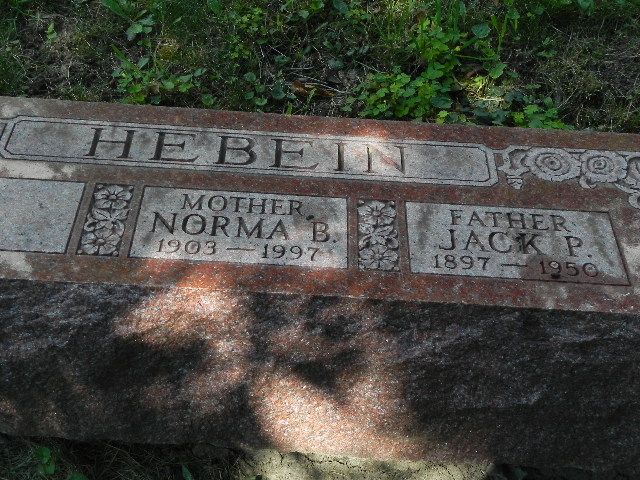 HEBEIN
MOTHER
NORMA B.
1903 — 1997
FATHER
JACK P.
1897 — 1950